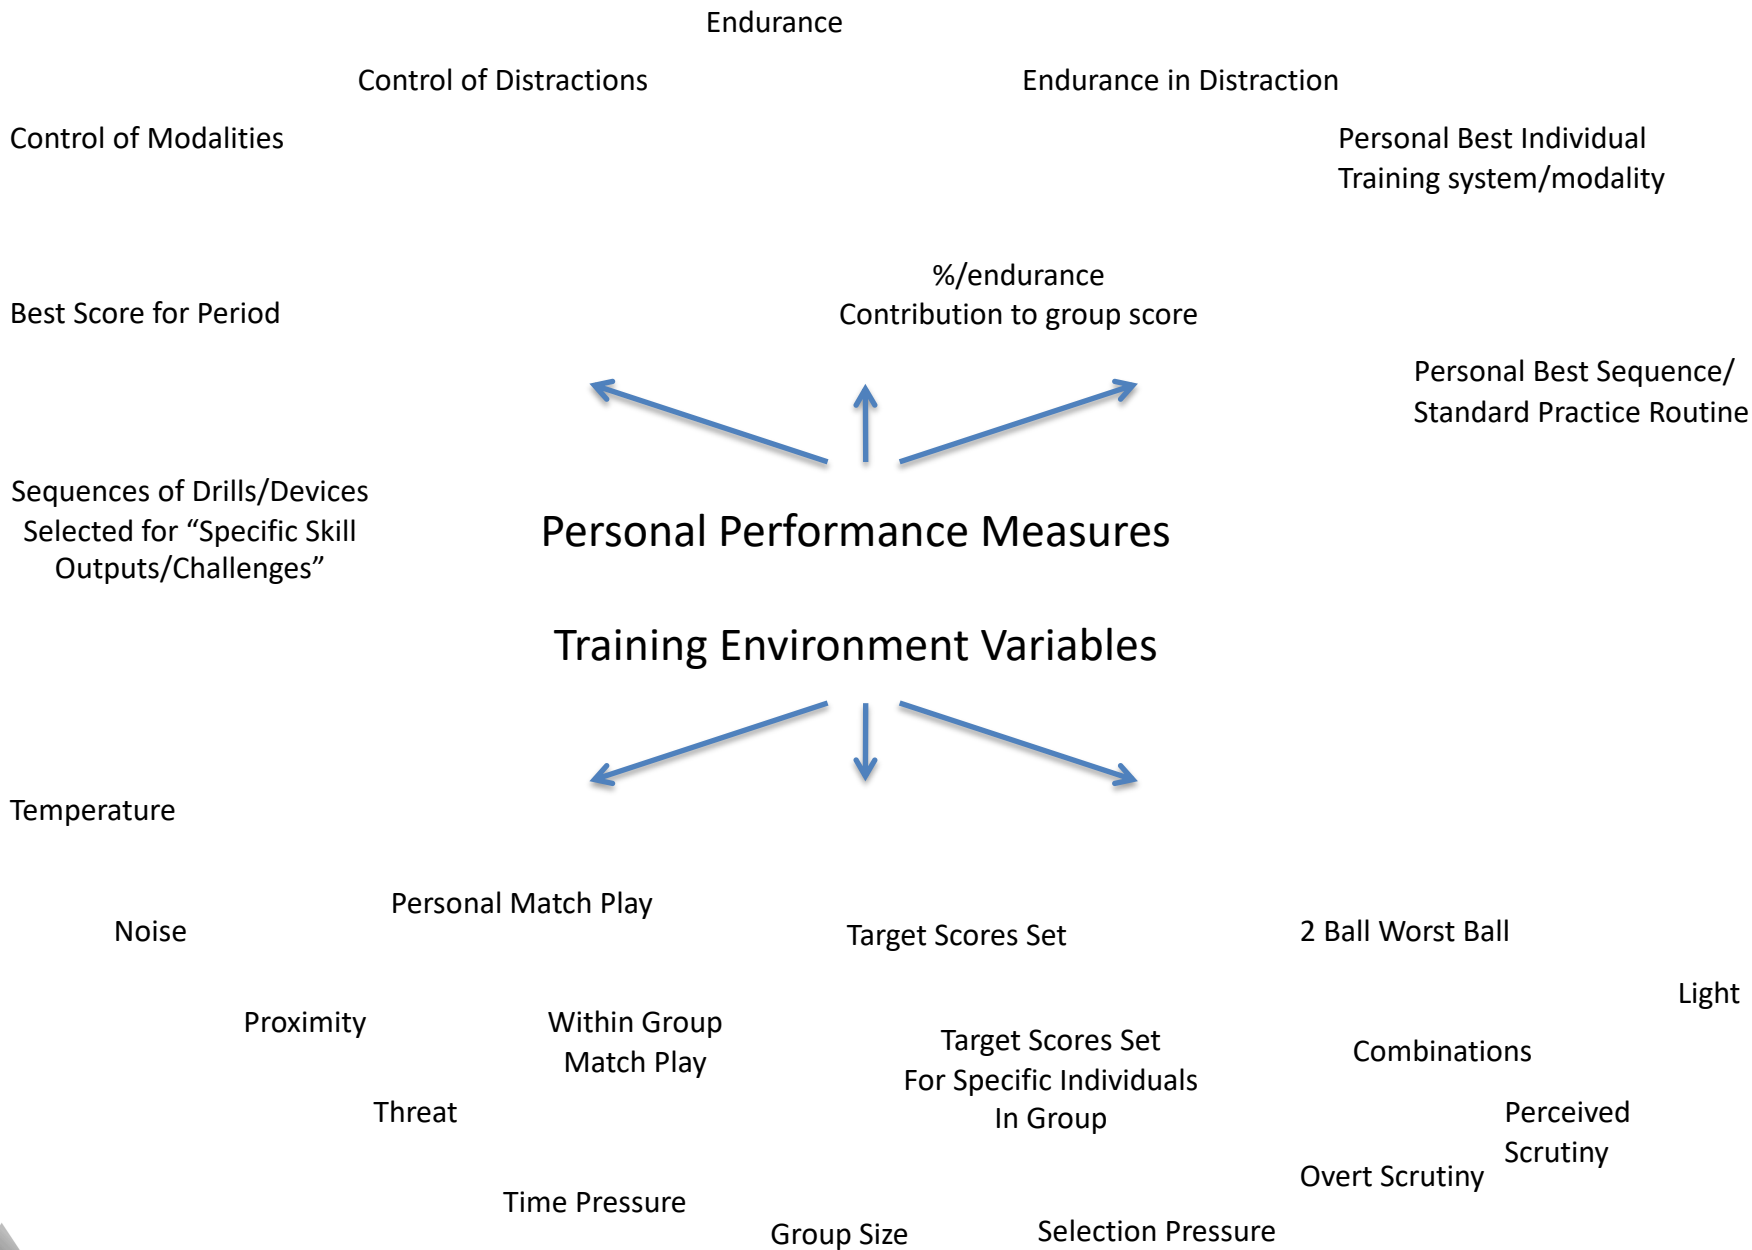 Endurance
Control of Distractions
Endurance in Distraction
Control of Modalities
Personal Best Individual
Training system/modality
%/endurance
Contribution to group score
Best Score for Period
Personal Best Sequence/
Standard Practice Routine
Sequences of Drills/Devices
Selected for “Specific Skill
Outputs/Challenges”
Personal Performance Measures
Training Environment Variables
Temperature
Personal Match Play
Noise
Target Scores Set
2 Ball Worst Ball
Light
Proximity
Within Group
Match Play
Target Scores Set
For Specific Individuals
In Group
Combinations
Threat
Perceived
Scrutiny
Overt Scrutiny
Time Pressure
Group Size
Selection Pressure